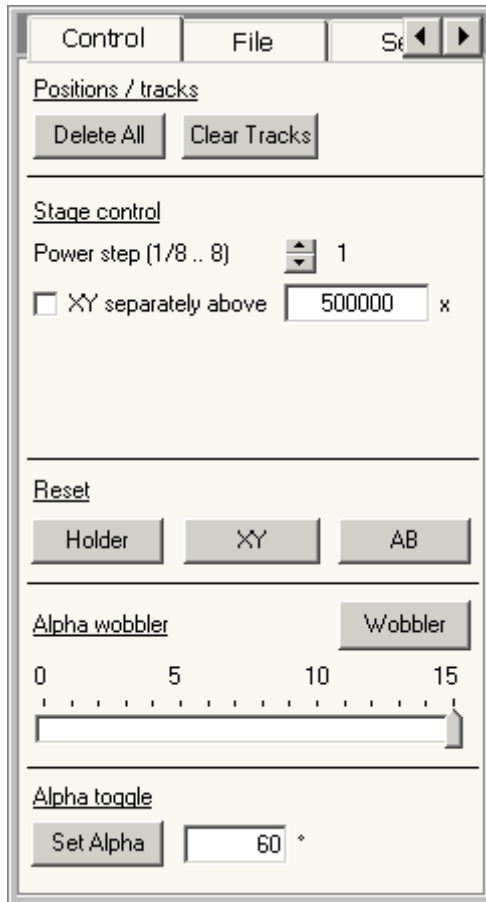 Control File Se
Positions / tracks
Delete All Clear Tracks
Stage control
Power step (1/8 .. 8) 1
XY separately above 500000 x
Reset
Holder XY AB
Alpha wobbler Wobbler
0 5 10 15
Alpha toggle
Set Alpha 60 °